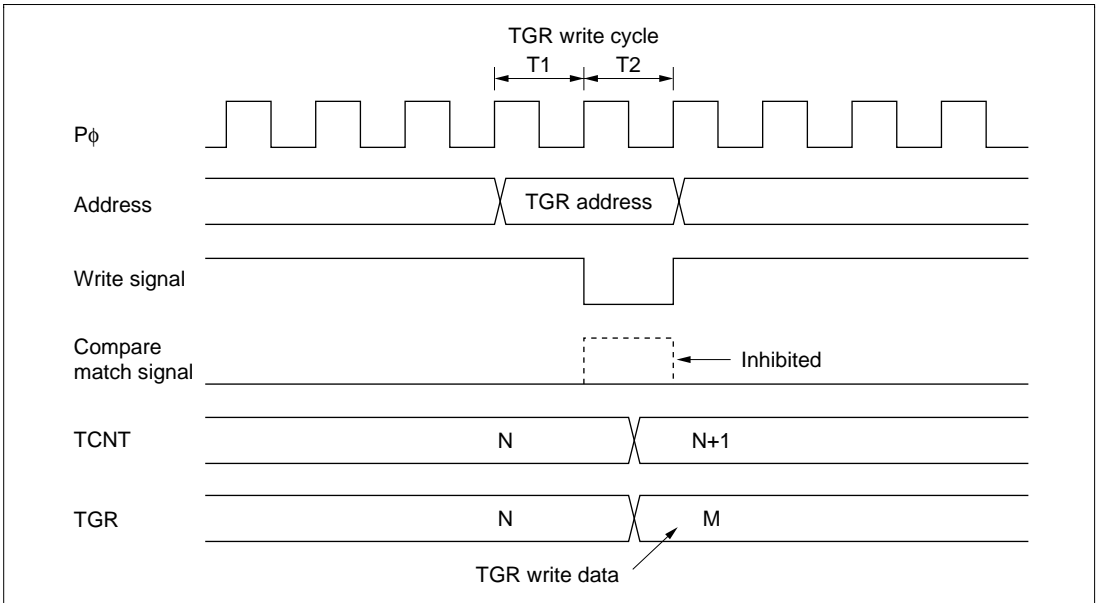 TGR write cycle
T1 T2
Pφ
Address TGR address
Write signal
Compare
match signal Inhibited
TCNT N N+1
TGR N M
TGR write data